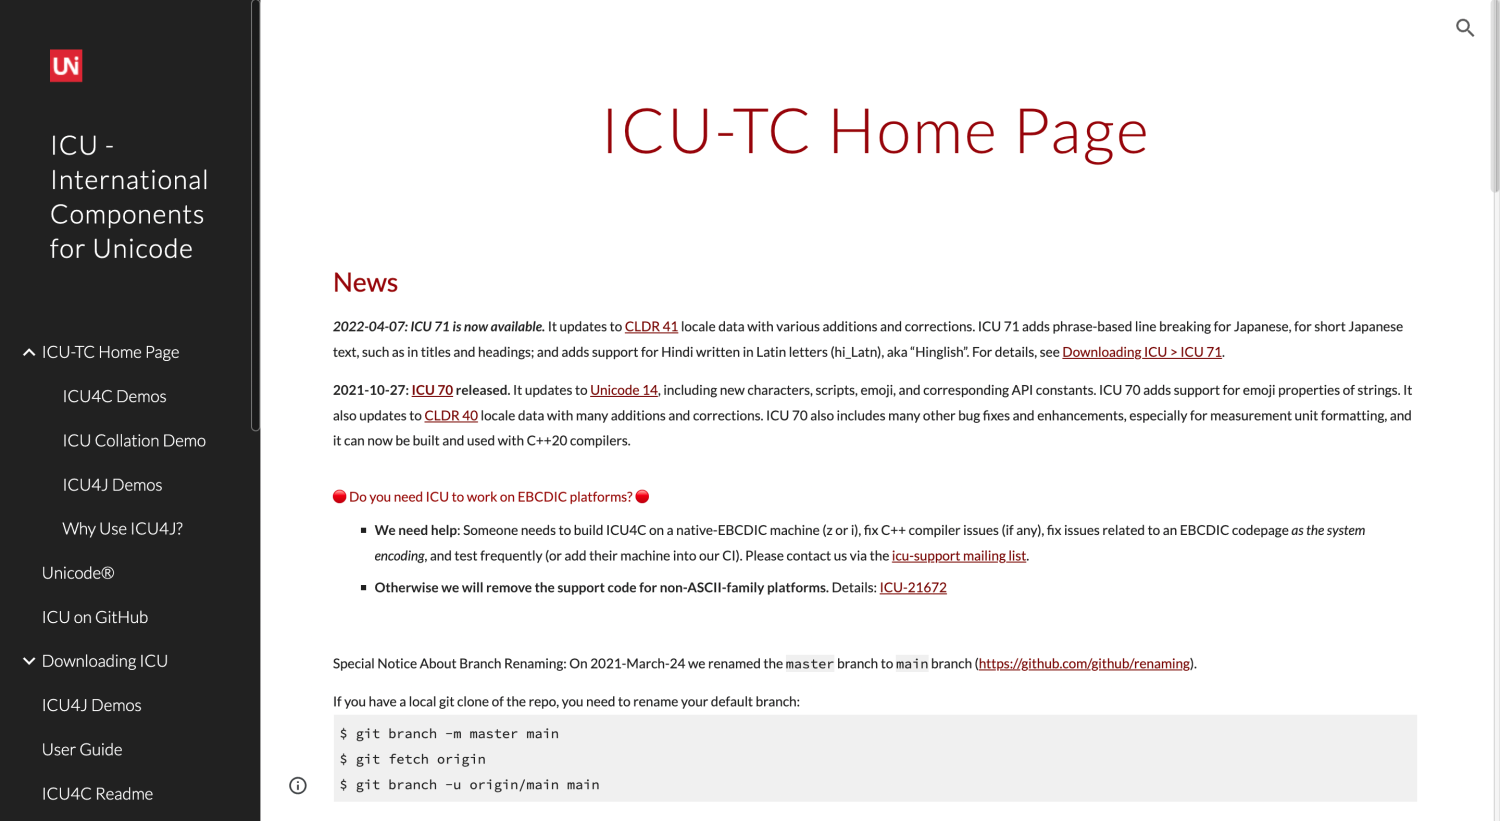 UNi
ICU -
International
Components
for Unicode
ICU-TC Home Page
ICU4C Demos
ICU Collation Demo
ICU4J Demos
Why Use ICU4J?
Unicode®
ICU on GitHub
Downloading ICU
ICU4J Demos
User Guide
ICU4C Readme
ICU-TC Home Page
News
2022-04-07: ICU 71 is now available. It updates to CLDR 41 locale data with various additions and corrections. ICU 71 adds phrase-based line breaking for Japanese, for short Japanese
text, such as in titles and headings; and adds support for Hindi written in Latin letters (hi_Latn), aka “Hinglish”. For details, see Downloading ICU > ICU 71.
2021-10-27: ICU 70 released. It updates to Unicode 14, including new characters, scripts, emoji, and corresponding API constants. ICU 70 adds support for emoji properties of strings. It
also updates to CLDR 40 locale data with many additions and corrections. ICU 70 also includes many other bug fixes and enhancements, especially for measurement unit formatting, and
it can now be built and used with C++20 compilers.
🔴 Do you need ICU to work on EBCDIC platforms? 🔴
▪ We need help: Someone needs to build ICU4C on a native-EBCDIC machine (z or i), fix C++ compiler issues (if any), fix issues related to an EBCDIC codepage as the system
encoding, and test frequently (or add their machine into our CI). Please contact us via the icu-support mailing list.
▪ Otherwise we will remove the support code for non-ASCII-family platforms. Details: ICU-21672
Special Notice About Branch Renaming: On 2021-March-24 we renamed the master branch to main branch (https://github.com/github/renaming).
If you have a local git clone of the repo, you need to rename your default branch:
$ git branch -m master main
$ git fetch origin
$ git branch -u origin/main main